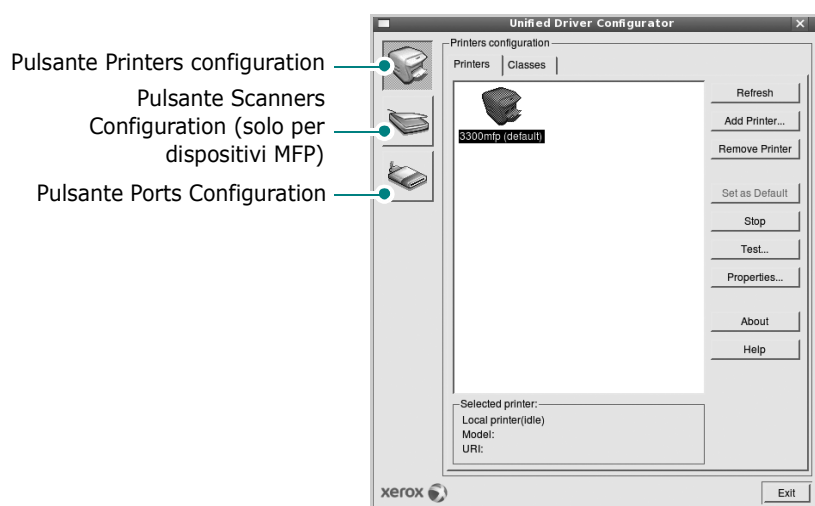 Unified Driver Configurator
Pulsante Printers configuration
Pulsante Scanners
Configuration (solo per
dispositivi MFP)
Pulsante Ports Configuration
Printers configuration
Printers
Classes
3300mfp (default)
Refresh
Add Printer...
Remove Printer
Set as Default
Stop
Test...
Properties...
About
Help
Selected printer:
Local printer(idle)
Model:
URI:
xerox
Exit